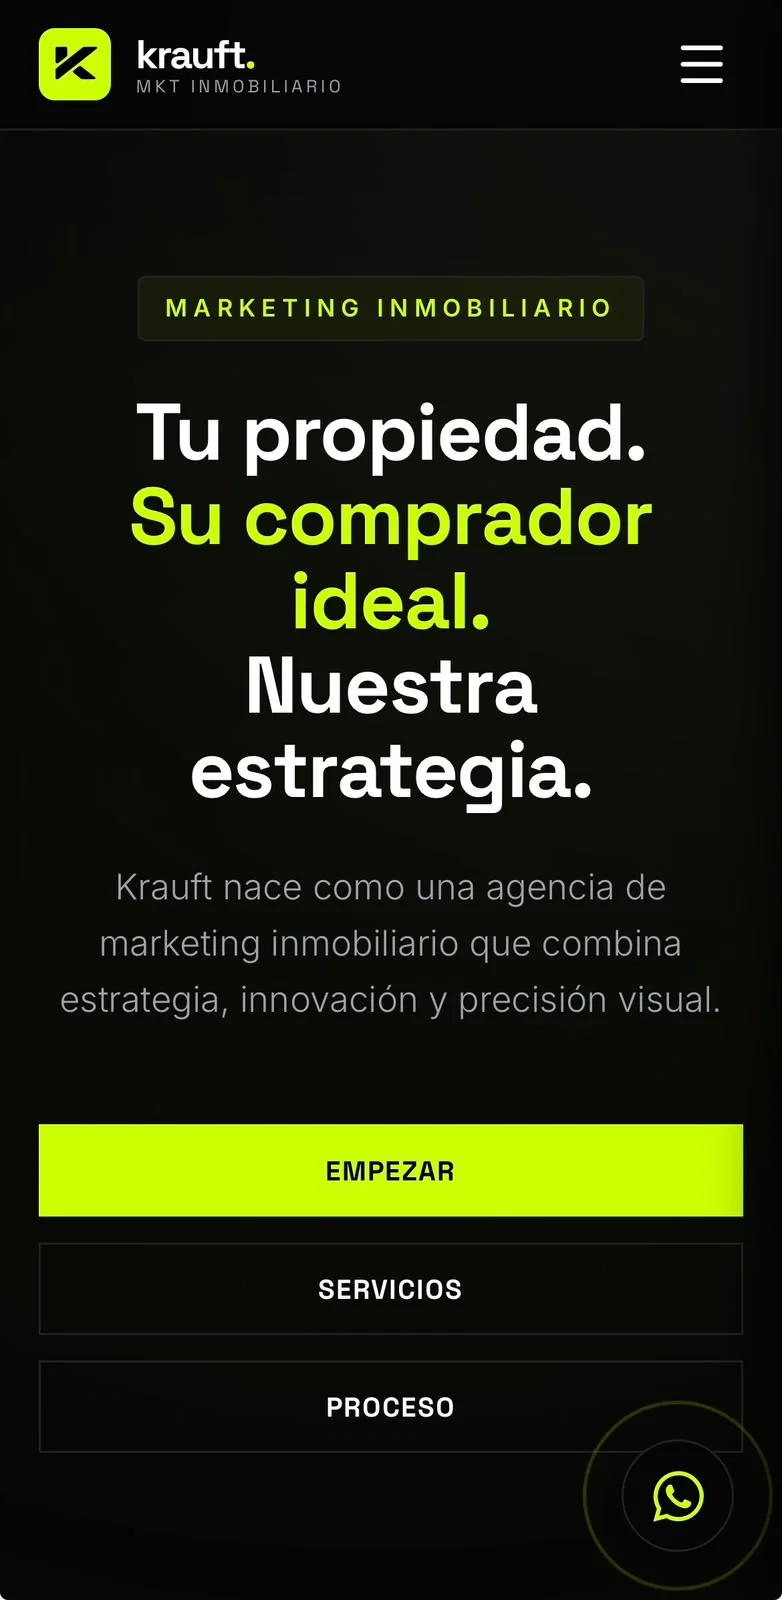 krauft.
MKT INMOBILIARIO
MARKETING INMOBILIARIO
Tu propiedad.
Su comprador
ideal.
Nuestra
estrategia.
Krauft nace como una agencia de
marketing inmobiliario que combina
estrategia, innovación y precisión visual.
EMPEZAR
SERVICIOS
PROCESO